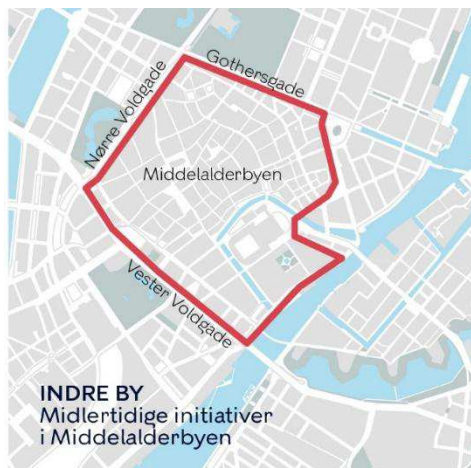 Gothersgade
Nørre Voldgade
Middelalderbyen
Vester Voldgade
INDRE BY
Midlertidige initiativer
i Middelalderbyen